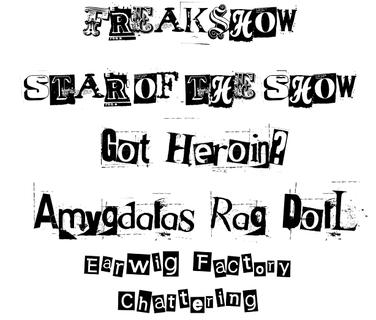 FREAKSHOW
STAR OF THE SHOW
Got Heroin?
Amygdalas Rag DolL
Earwig Factory
Chattering